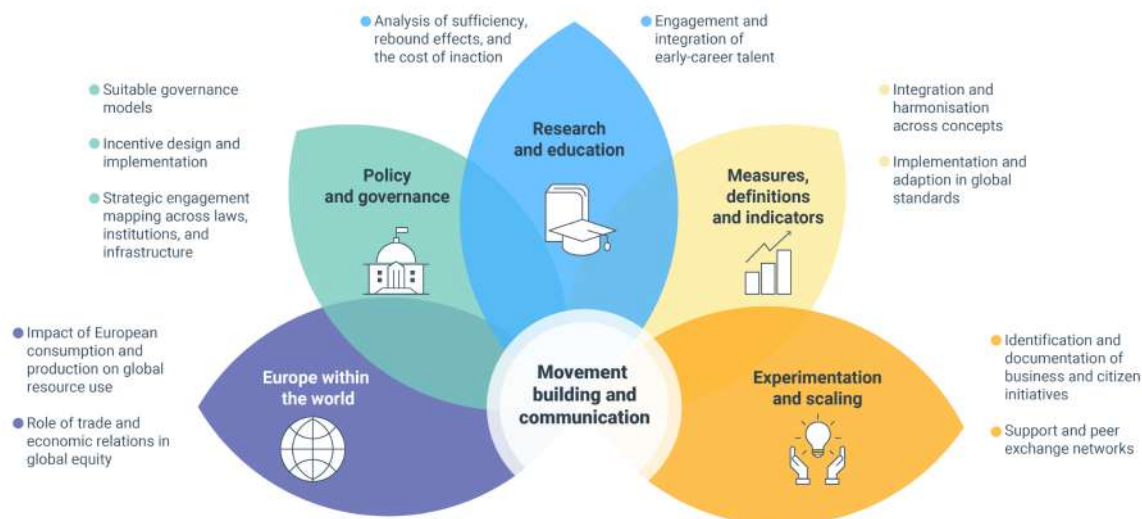 Analysis of sufficiency,
rebound effects, and
the cost of inaction
Engagement and
integration of
early-career talent
Suitable governance
models
Incentive design and
implementation
Strategic engagement
mapping across laws,
institutions, and
infrastructure
Integration and
harmonisation
across concepts
Implementation and
adaption in global
standards
Research
and education
Policy
and governance
Measures,
definitions
and indicators
Impact of European
consumption and
production on global
resource use
Role of trade and
economic relations in
global equity
Europe within
the world
Movement
building and
communication
Experimentation
and scaling
Identification and
documentation of
business and citizen
initiatives
Support and peer
exchange networks